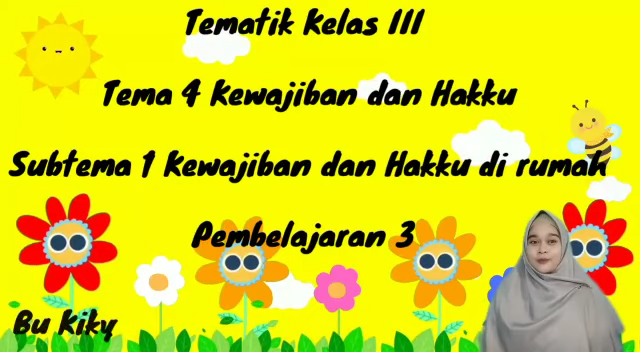 Tematik Kelas III
Tema 4 Kewajiban dan Hakku
Subtema 1 Kewajiban dan Hakku di rumah
Pembelajaran 3
Bu Kiky